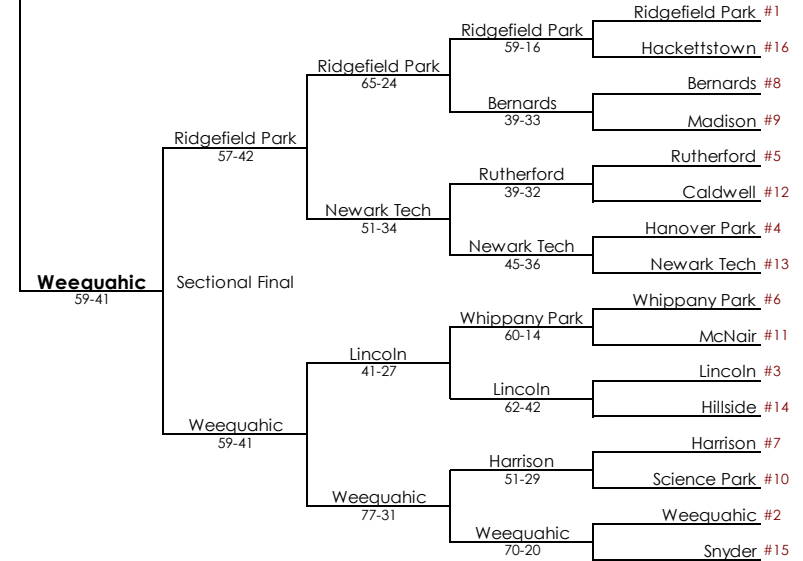 Ridgefield Park #1
Ridgefield Park
59-16
Hackettstown #16
Ridgefield Park
65-24
Bernards #8
Bernards
39-33
Madison #9
Ridgefield Park
57-42
Rutherford #5
Rutherford
39-32
Caldwell #12
Newark Tech
51-34
Hanover Park #4
Newark Tech
45-36
Newark Tech #13
Weequahic
59-41
Sectional Final
Whippany Park #6
Whippany Park
60-14
McNair #11
Lincoln
41-27
Lincoln #3
Lincoln
62-42
Hillside #14
Weequahic
59-41
Harrison #7
Harrison
51-29
Science Park #10
Weequahic
77-31
Weequahic #2
Weequahic
70-20
Snyder #15